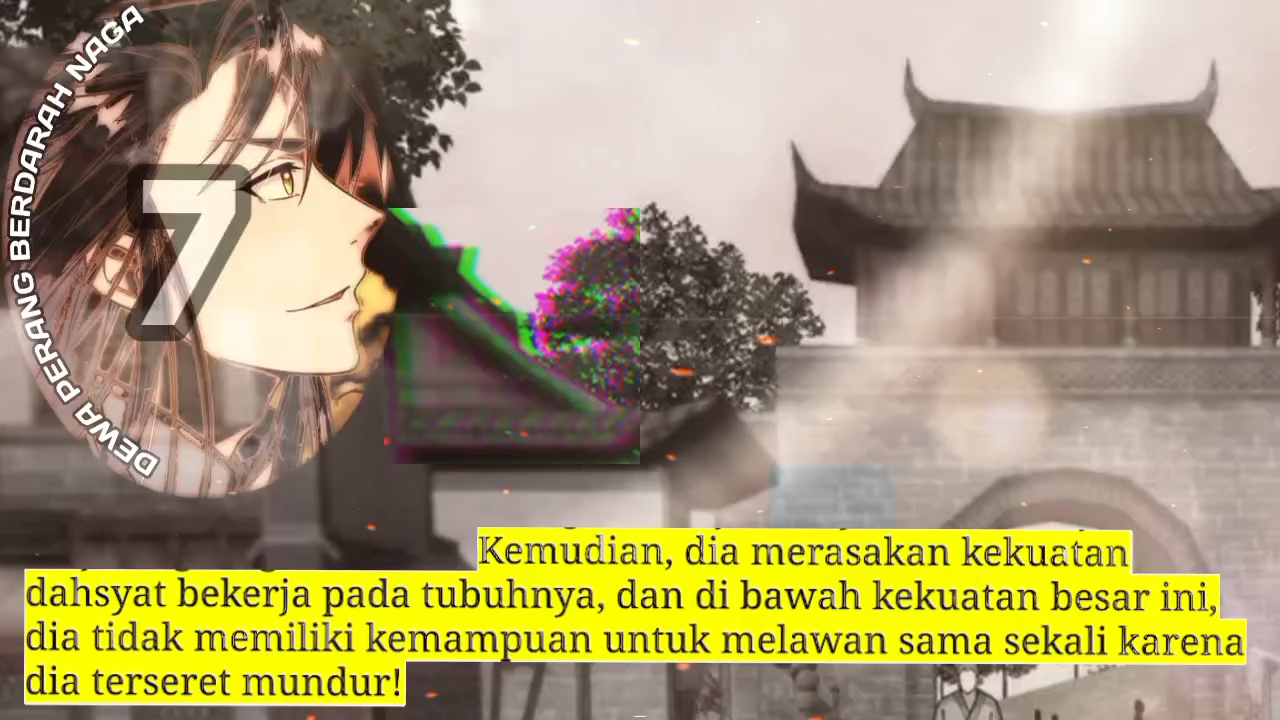 DEWA PERANG BERDARAH NAGA
7
Kemudian, dia merasakan kekuatan
dahsyat bekerja pada tubuhnya, dan di bawah kekuatan besar ini,
dia tidak memiliki kemampuan untuk melawan sama sekali karena
dia terseret mundur!